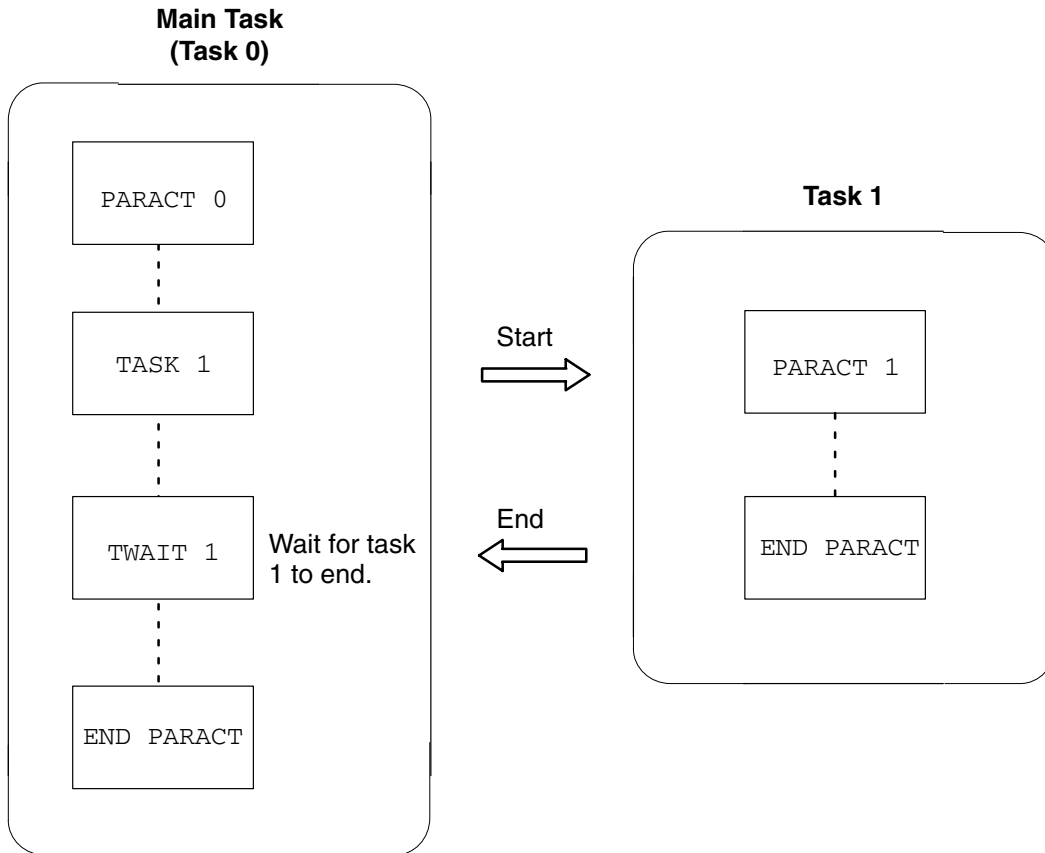 Main Task
(Task 0)
PARACT 0
TASK 1
TWAIT 1
Wait for task
1 to end.
END PARACT
Start
End
Task 1
PARACT 1
END PARACT